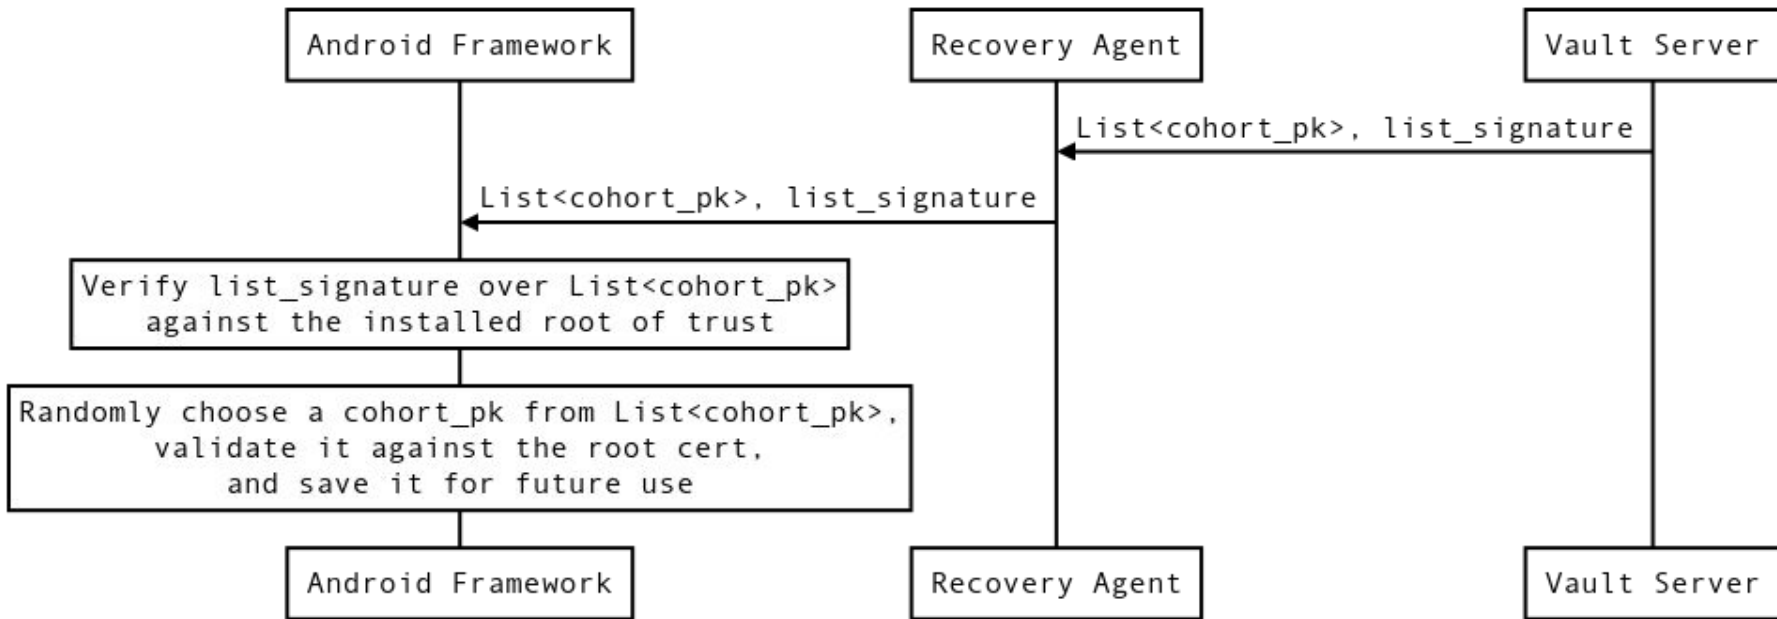 Android Framework
Recovery Agent
Vault Server
List<cohort_pk>, list_signature
List<cohort_pk>, list_signature
Verify list_signature over List<cohort_pk>
against the installed root of trust
Randomly choose a cohort_pk from List<cohort_pk>,
validate it against the root cert,
and save it for future use
Android Framework
Recovery Agent
Vault Server